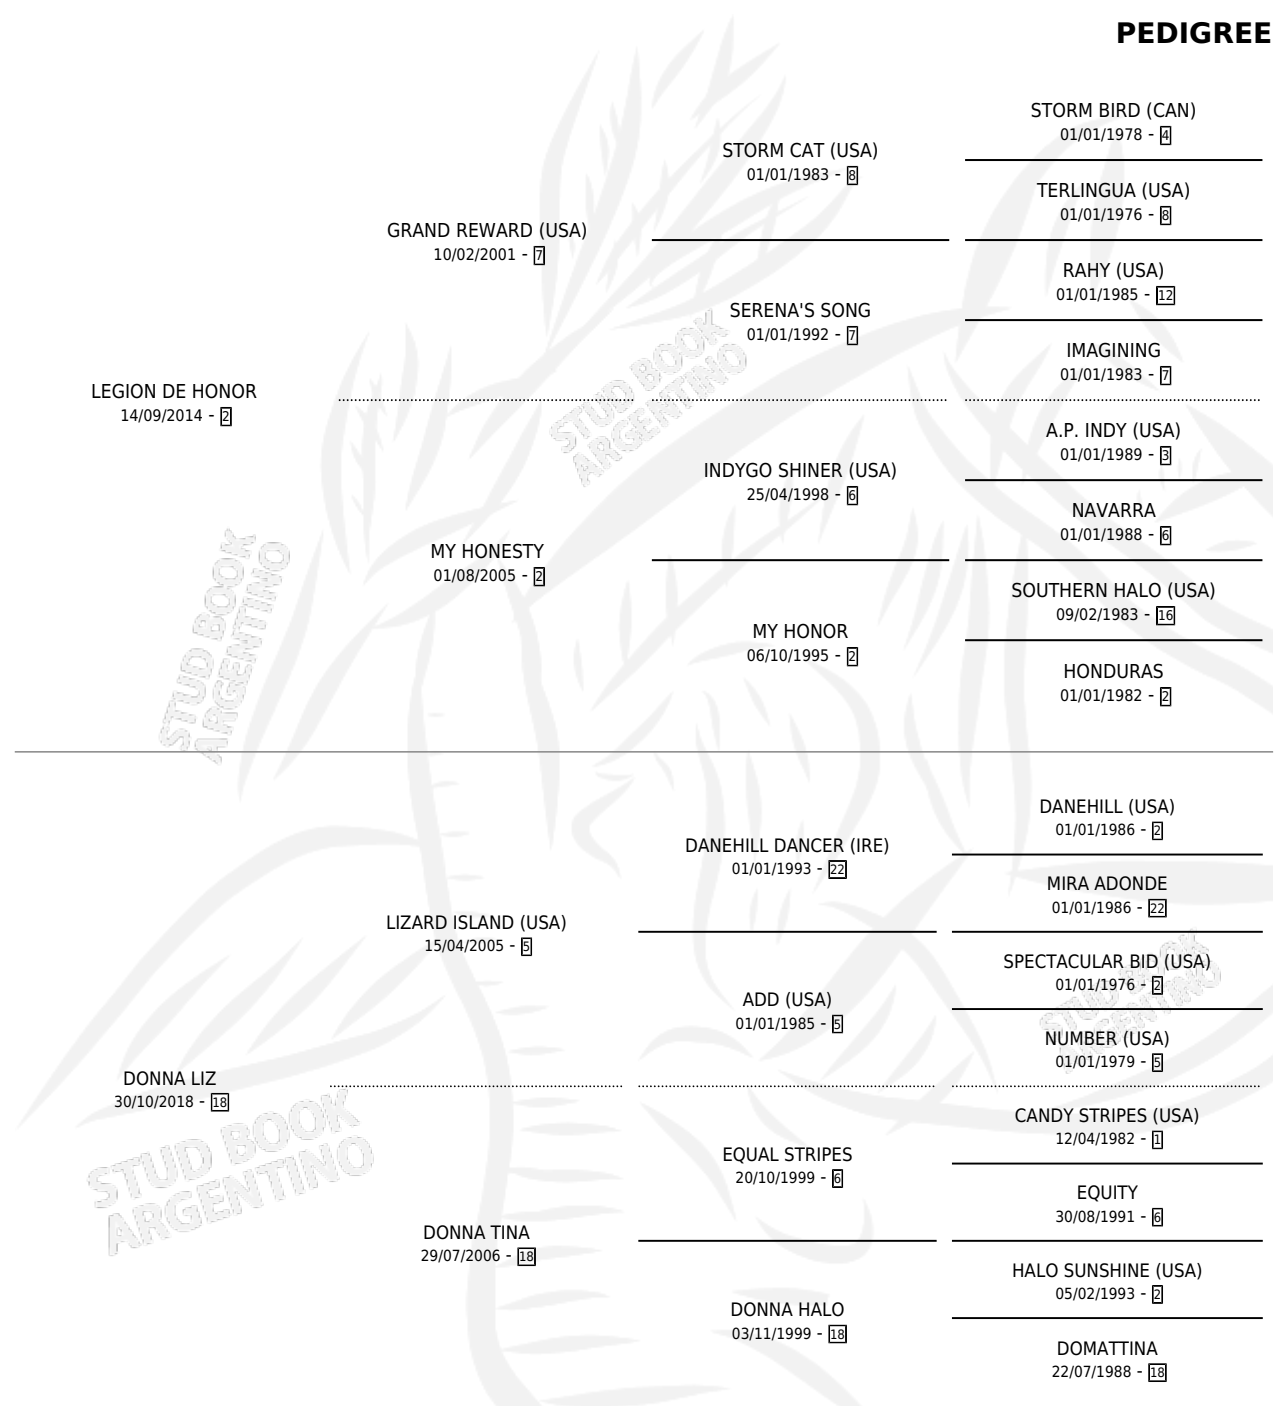 PEDIGREE
STORM BIRD (CAN)
01/01/1978 - 4
STORM CAT (USA)
01/01/1983 - 8
TERLINGUA (USA)
01/01/1976 - 8
GRAND REWARD (USA)
10/02/2001 - 7
RAHY (USA)
01/01/1985 - 12
SERENA'S SONG
01/01/1992 - 7
IMAGINING
01/01/1983 - 7
LEGION DE HONOR
14/09/2014 - 2
A.P. INDY (USA)
01/01/1989 - 3
INDYGO SHINER (USA)
25/04/1998 - 6
NAVARRA
01/01/1988 - 6
MY HONESTY
01/08/2005 - 2
SOUTHERN HALO (USA)
09/02/1983 - 16
MY HONOR
06/10/1995 - 2
HONDURAS
01/01/1982 - 2
DANEHILL (USA)
01/01/1986 - 2
DANEHILL DANCER (IRE)
01/01/1993 - 22
MIRA ADONDE
01/01/1986 - 22
LIZARD ISLAND (USA)
15/04/2005 - 5
SPECTACULAR BID (USA)
01/01/1976 - 2
ADD (USA)
01/01/1985 - 5
NUMBER (USA)
01/01/1979 - 5
DONNA LIZ
30/10/2018 - 18
CANDY STRIPES (USA)
12/04/1982 - 1
EQUAL STRIPES
20/10/1999 - 6
EQUITY
30/08/1991 - 6
DONNA TINA
29/07/2006 - 18
HALO SUNSHINE (USA)
05/02/1993 - 2
DONNA HALO
03/11/1999 - 18
DOMATTINA
22/07/1988 - 18
STUD BOOK
ARGENTINO
STUD BOOK
ARGENTINO
STUD BOOK
ARGENTINO
STUD BOOK
ARGENTINO